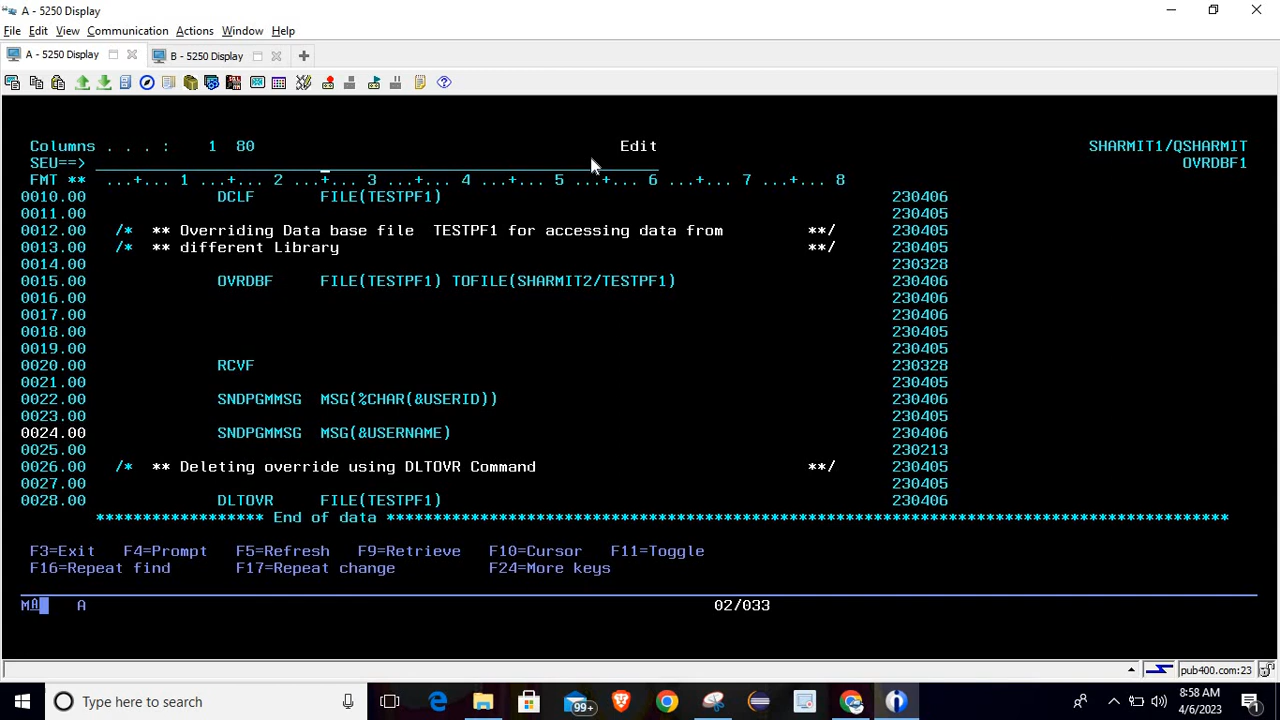 A - 5250 Display
File Edit View Communication Actions Window Help
A - 5250 Display B - 5250 Display
Columns . . . : 1 80 Edit SHARMIT1/QSHARMIT
SEU==> OVRDBF1
FMT ** ...+... 1 ...+... 2 ...+... 3 ...+... 4 ...+... 5 ...+... 6 ...+... 7 ...+... 8
0010.00 DCLF FILE(TESTPF1) 230406
0011.00 230405
0012.00 /* ** Overriding Data base file TESTPF1 for accessing data from **/ 230405
0013.00 /* ** different Library **/ 230405
0014.00 230328
0015.00 OVRDBF FILE(TESTPF1) TOFILE(SHARMIT2/TESTPF1) 230406
0016.00 230406
0017.00 230406
0018.00 230405
0019.00 230405
0020.00 RCVF 230328
0021.00 230405
0022.00 SNDPGMMSG MSG(%CHAR(&USERID)) 230406
0023.00 230405
0024.00 SNDPGMMSG MSG(&USERNAME) 230406
0025.00 230213
0026.00 /* ** Deleting override using DLTOVR Command **/ 230405
0027.00 230405
0028.00 DLTOVR FILE(TESTPF1) 230406
****************** End of data ******************************************************************************************
F3=Exit F4=Prompt F5=Refresh F9=Retrieve F10=Cursor F11=Toggle
F16=Repeat find F17=Repeat change F24=More keys
A 02/033
pub400.com:23
Type here to search 99+ 8:58 AM
4/6/2023 1